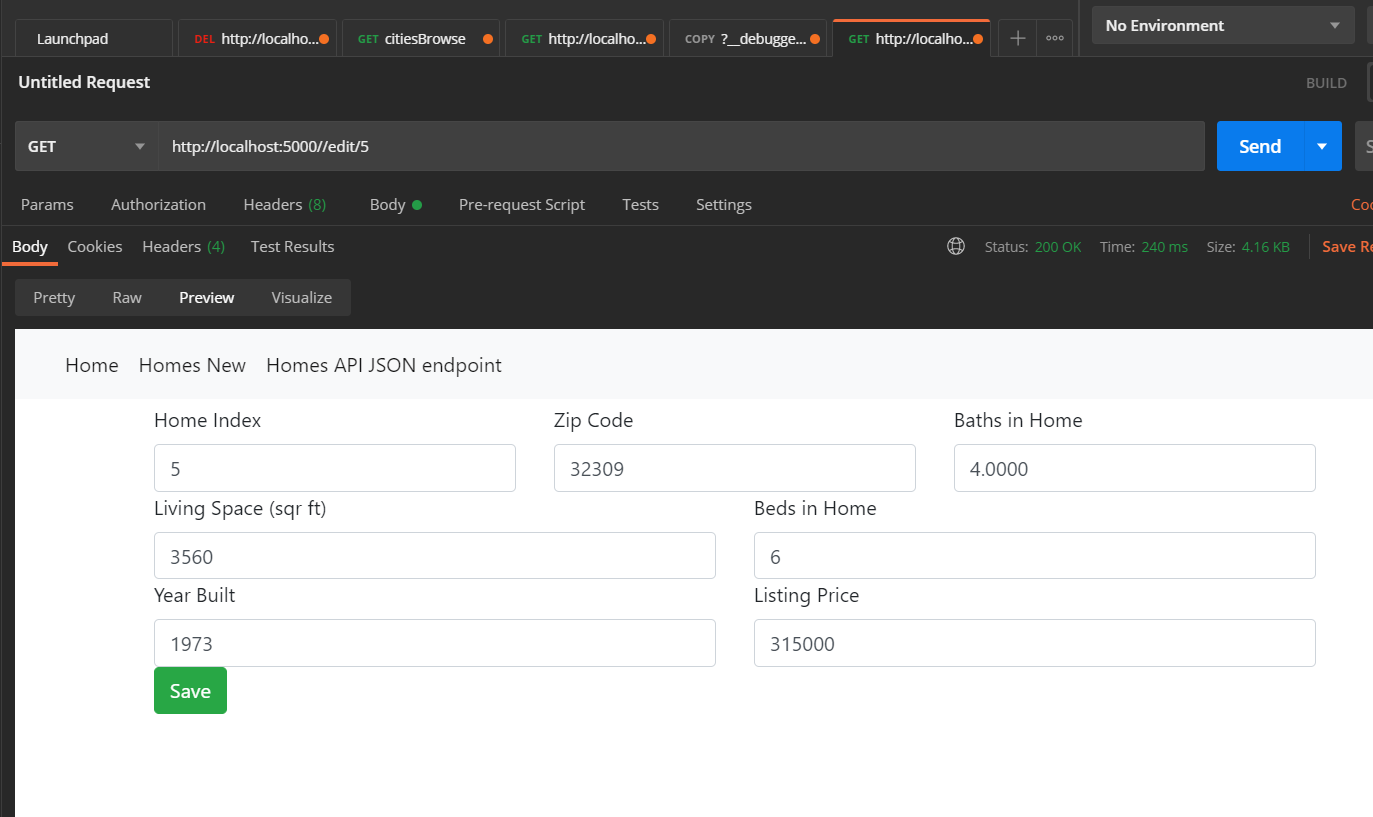 Launchpad DEL http://localho... GET citiesBrowse GET http://localho... COPY ?__debugge... GET http://localho... No Environment
Untitled Request BUILD
GET http://localhost:5000//edit/5 Send
Params Authorization Headers (8) Body Pre-request Script Tests Settings
Body Cookies Headers (4) Test Results Status: 200 OK Time: 240 ms Size: 4.16 KB Save
Pretty Raw Preview Visualize
Home Homes New Homes API JSON endpoint
Home Index Zip Code Baths in Home
5 32309 4.0000
Living Space (sqr ft) Beds in Home
3560 6
Year Built Listing Price
1973 315000
Save